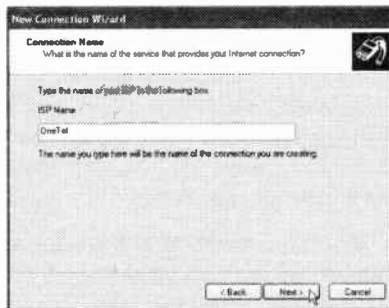 New Connection Wizard
Connection Name
What is the name of the service that provides your Internet connection?
Type the name of your ISP in the following box.
ISP Name
OneTel
The name you type here will be the name of the connection you are creating.
< Back
Next >
Cancel